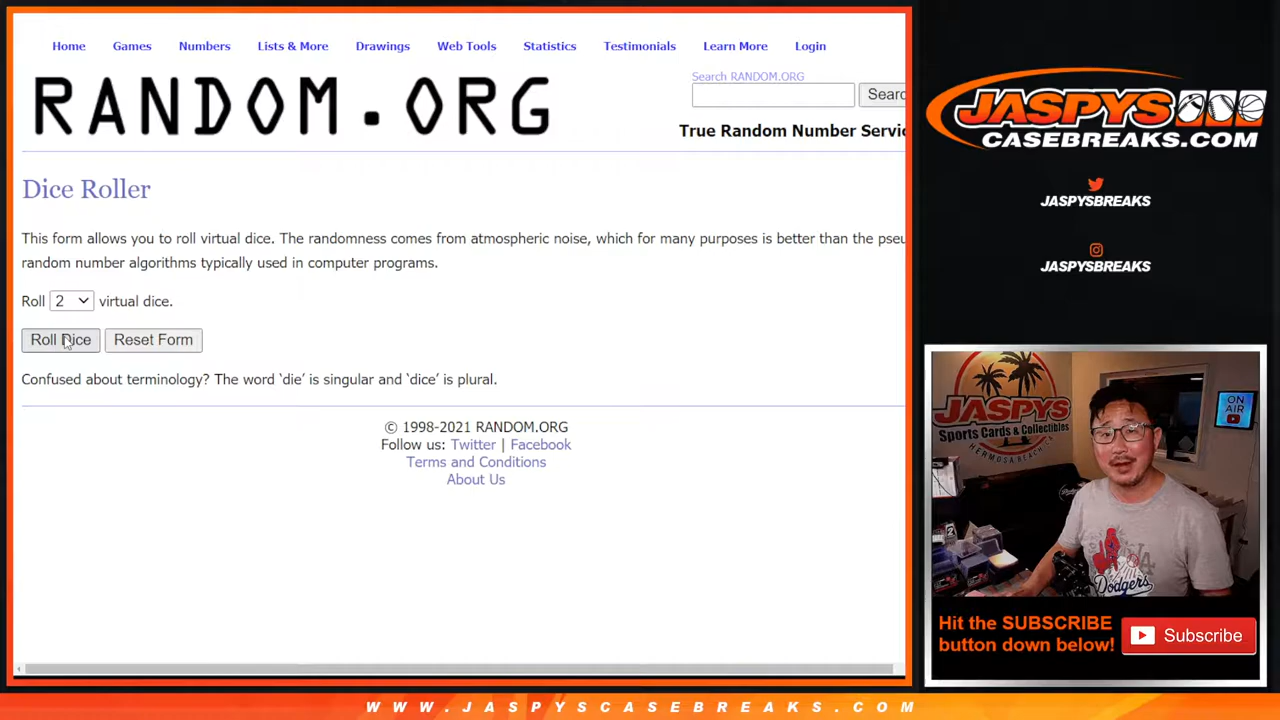 Home Games Numbers Lists & More Drawings Web Tools Statistics Testimonials Learn More Login
RANDOM.ORG
Search RANDOM.ORG
Searc
True Random Number Servic
Dice Roller
This form allows you to roll virtual dice. The randomness comes from atmospheric noise, which for many purposes is better than the pseu
random number algorithms typically used in computer programs.
Roll 2 virtual dice.
Roll Dice Reset Form
Confused about terminology? The word ‘die’ is singular and ‘dice’ is plural.
© 1998-2021 RANDOM.ORG
Follow us: Twitter | Facebook
Terms and Conditions
About Us
JASPYS
CASEBREAKS.COM
JASPYSBREAKS
JASPYSBREAKS
JASPYS
Sports Cards & Collectibles
HERMOSA BEACH, CA
ON
AIR
Dodgers
Hit the SUBSCRIBE
button down below!
Subscribe
WWW.JASPYSCASEBREAKS.COM